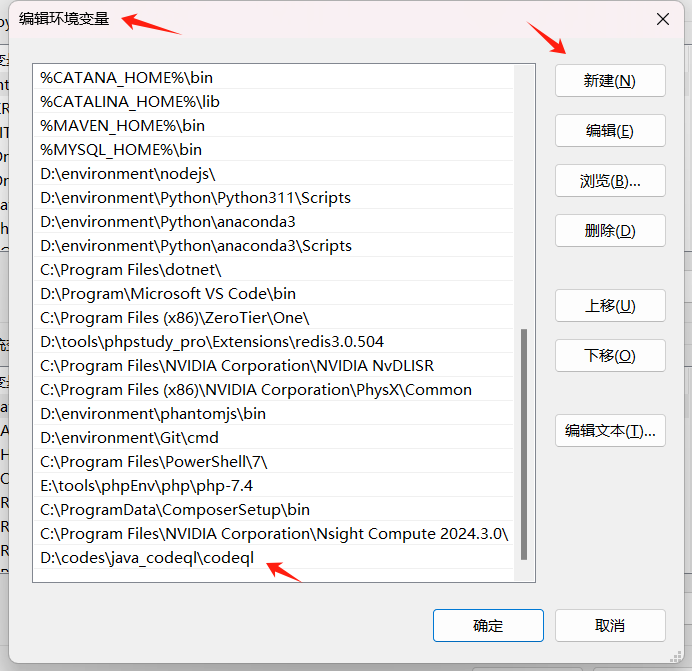 编辑环境变量
%CATANA_HOME%\bin
%CATALINA_HOME%\lib
%MAVEN_HOME%\bin
%MYSQL_HOME%\bin
D:\environment\nodejs\
D:\environment\Python\Python311\Scripts
D:\environment\Python\anaconda3
D:\environment\Python\anaconda3\Scripts
C:\Program Files\dotnet\
D:\Program\Microsoft VS Code\bin
C:\Program Files (x86)\ZeroTier\One\
D:\tools\phpstudy_pro\Extensions\redis3.0.504
C:\Program Files\NVIDIA Corporation\NVIDIA NvDLISR
C:\Program Files (x86)\NVIDIA Corporation\PhysX\Common
D:\environment\phantomjs\bin
D:\environment\Git\cmd
C:\Program Files\PowerShell\7\
E:\tools\phpEnv\php\php-7.4
C:\ProgramData\ComposerSetup\bin
C:\Program Files\NVIDIA Corporation\Nsight Compute 2024.3.0\
D:\codes\java_codeql\codeql
新建(N)
编辑(E)
浏览(B)...
删除(D)
上移(U)
下移(O)
编辑文本(T)...
确定
取消